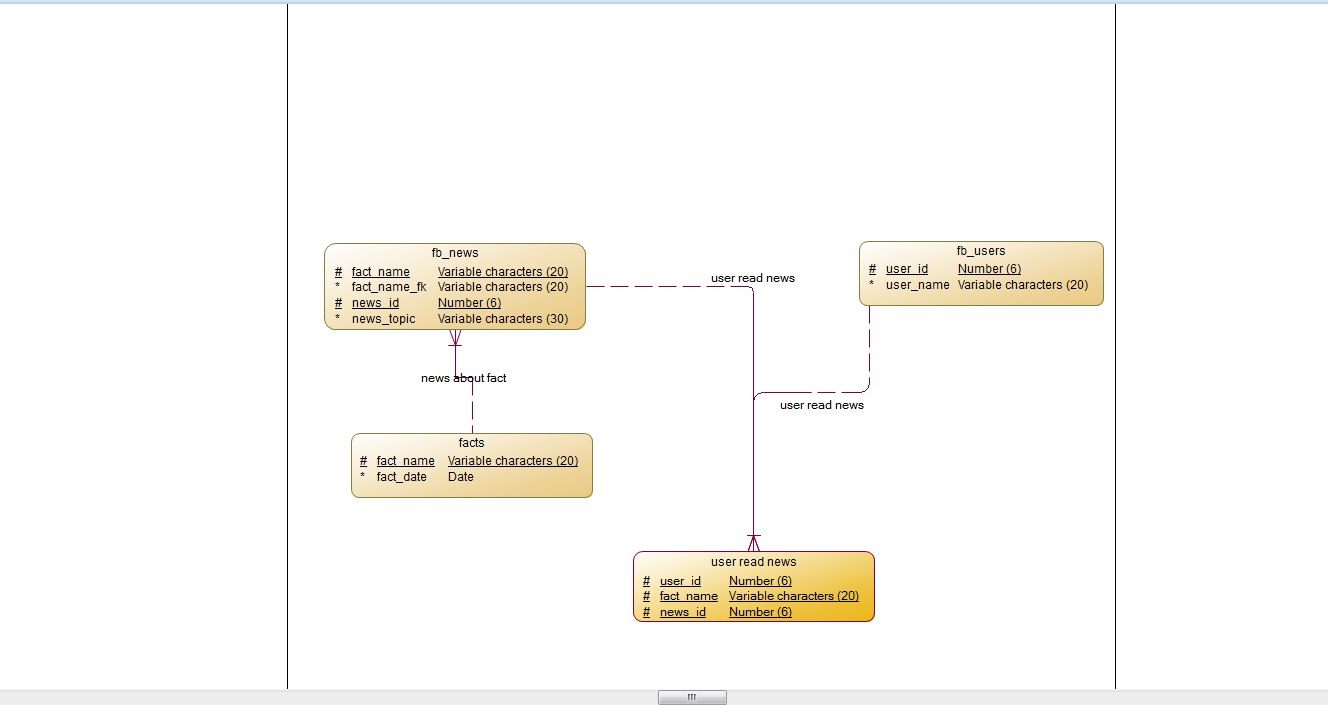 fb_news
# fact_name Variable characters (20)
* fact_name_fk Variable characters (20)
# news_id Number (6)
* news_topic Variable characters (30)
user read news
fb_users
# user_id Number (6)
* user_name Variable characters (20)
news about fact
user read news
facts
# fact_name Variable characters (20)
* fact_date Date
user read news
# user_id Number (6)
# fact_name Variable characters (20)
# news_id Number (6)